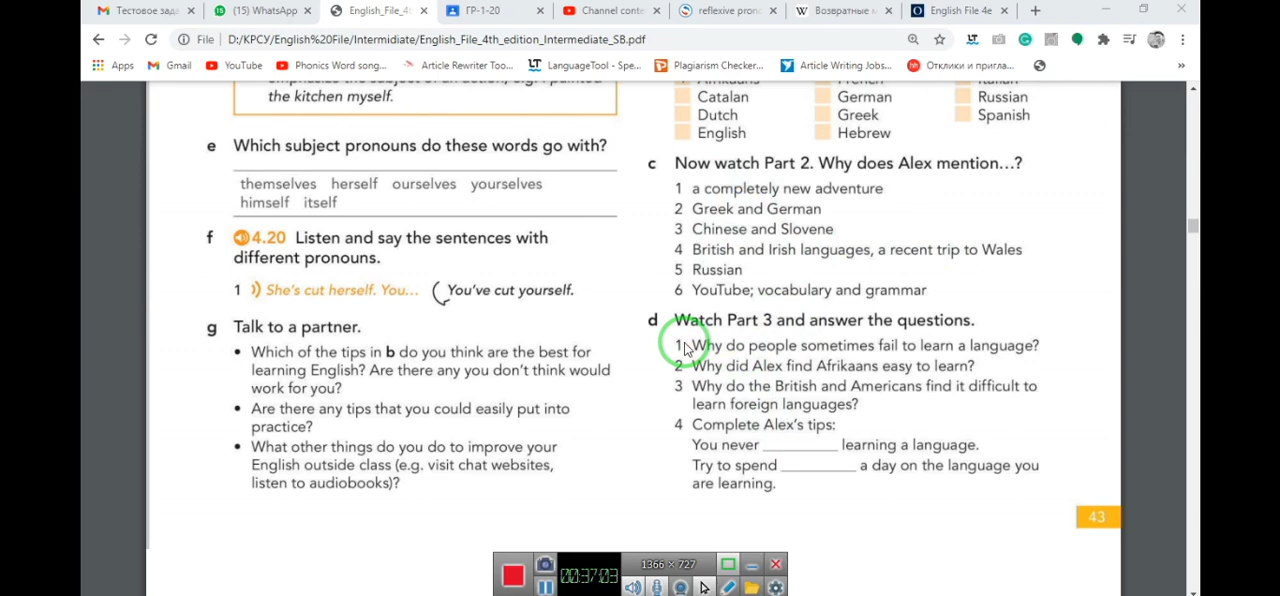 Тестовое зада
(15) WhatsApp
English_File_4t
ГР-1-20
Channel conte
reflexive prono
Возвратные м
English File 4e
File D:/КРСУ/English%20File/Intermidiate/English_File_4th_edition_Intermediate_SB.pdf
Apps
Gmail
YouTube
Phonics Word song...
Article Rewriter Too...
LanguageTool - Spe...
Plagiarism Checker...
Article Writing Jobs...
Отклики и пригла...
the kitchen myself.
e Which subject pronouns do these words go with?
themselves herself ourselves yourselves
himself itself
f 4.20 Listen and say the sentences with
different pronouns.
1 She's cut herself. You... You've cut yourself.
g Talk to a partner.
• Which of the tips in b do you think are the best for
learning English? Are there any you don't think would
work for you?
• Are there any tips that you could easily put into
practice?
• What other things do you do to improve your
English outside class (e.g. visit chat websites,
listen to audiobooks)?
Catalan German Russian
Dutch Greek Spanish
English Hebrew
c Now watch Part 2. Why does Alex mention...?
1 a completely new adventure
2 Greek and German
3 Chinese and Slovene
4 British and Irish languages, a recent trip to Wales
5 Russian
6 YouTube; vocabulary and grammar
d Watch Part 3 and answer the questions.
1 Why do people sometimes fail to learn a language?
2 Why did Alex find Afrikaans easy to learn?
3 Why do the British and Americans find it difficult to
learn foreign languages?
4 Complete Alex's tips:
You never ________ learning a language.
Try to spend ________ a day on the language you
are learning.
43
00:37:03
1366 × 727